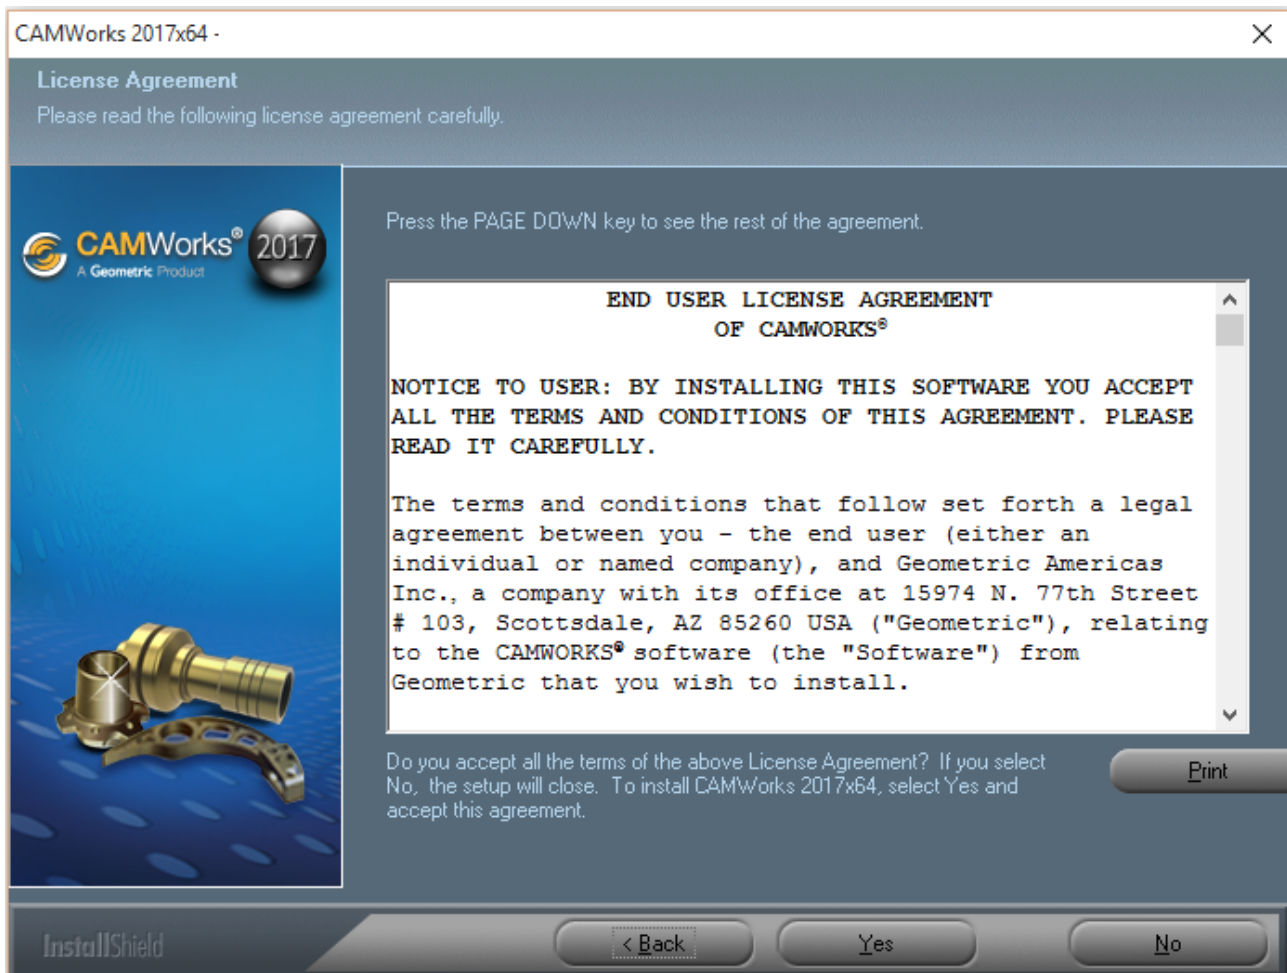 CAMWorks 2017x64 -
License Agreement
Please read the following license agreement carefully.
CAMWorks® 2017
A Geometric Product
Press the PAGE DOWN key to see the rest of the agreement.
END USER LICENSE AGREEMENT
OF CAMWORKS®
NOTICE TO USER: BY INSTALLING THIS SOFTWARE YOU ACCEPT
ALL THE TERMS AND CONDITIONS OF THIS AGREEMENT. PLEASE
READ IT CAREFULLY.
The terms and conditions that follow set forth a legal
agreement between you – the end user (either an
individual or named company), and Geometric Americas
Inc., a company with its office at 15974 N. 77th Street
# 103, Scottsdale, AZ 85260 USA ("Geometric"), relating
to the CAMWORKS® software (the "Software") from
Geometric that you wish to install.
Do you accept all the terms of the above License Agreement?  If you select
No,  the setup will close.  To install CAMWorks 2017x64, select Yes and
accept this agreement.
Print
InstallShield
< Back
Yes
No